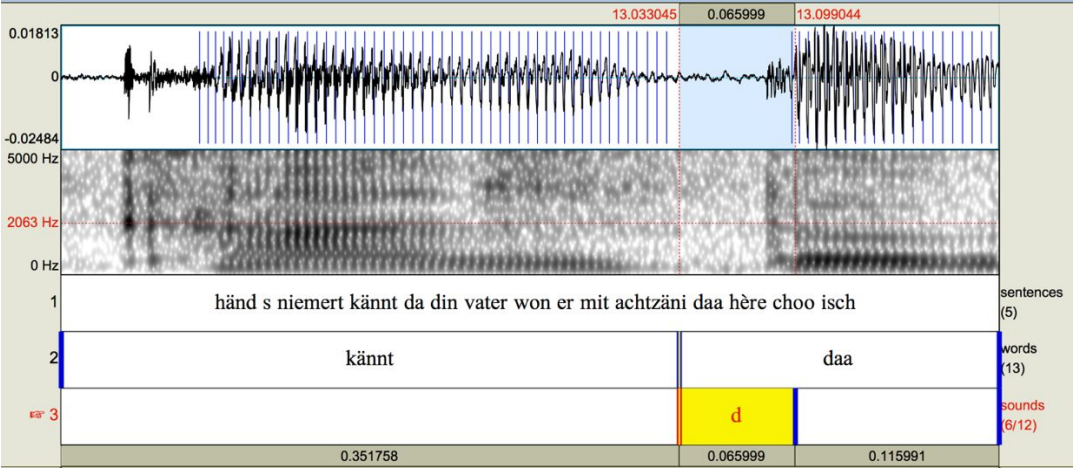 13.033045 0.065999 13.099044
0.01813
0
-0.02484
5000 Hz
2063 Hz
0 Hz
1 händ s niemert kännt da din vater won er mit achtzäni daa hère choo isch sentences
(5)
2 kännt daa words
(13)
☞ 3 d sounds
(6/12)
0.351758 0.065999 0.115991